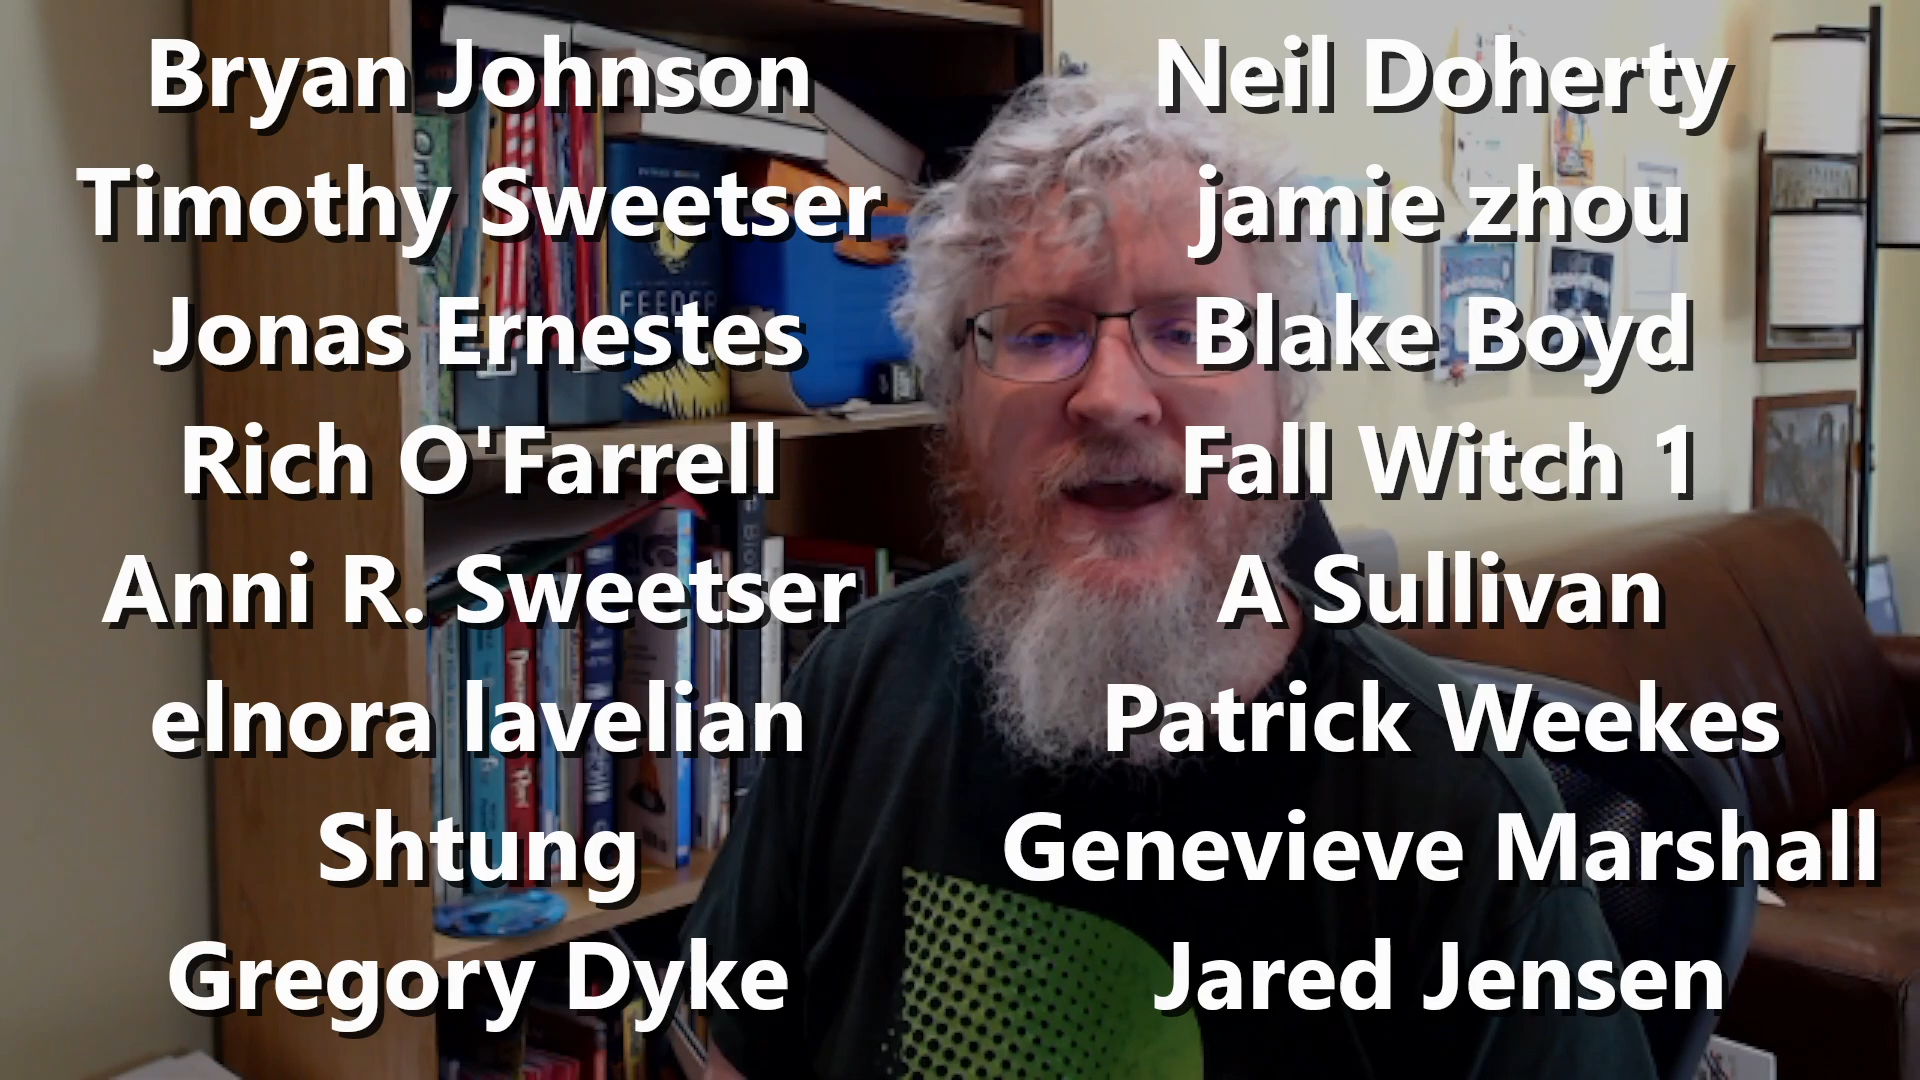 Bryan Johnson
Timothy Sweetser
Jonas Ernestes
Rich O'Farrell
Anni R. Sweetser
elnora lavelian
Shtung
Gregory Dyke
Neil Doherty
jamie zhou
Blake Boyd
Fall Witch 1
A Sullivan
Patrick Weekes
Genevieve Marshall
Jared Jensen
FEEDER